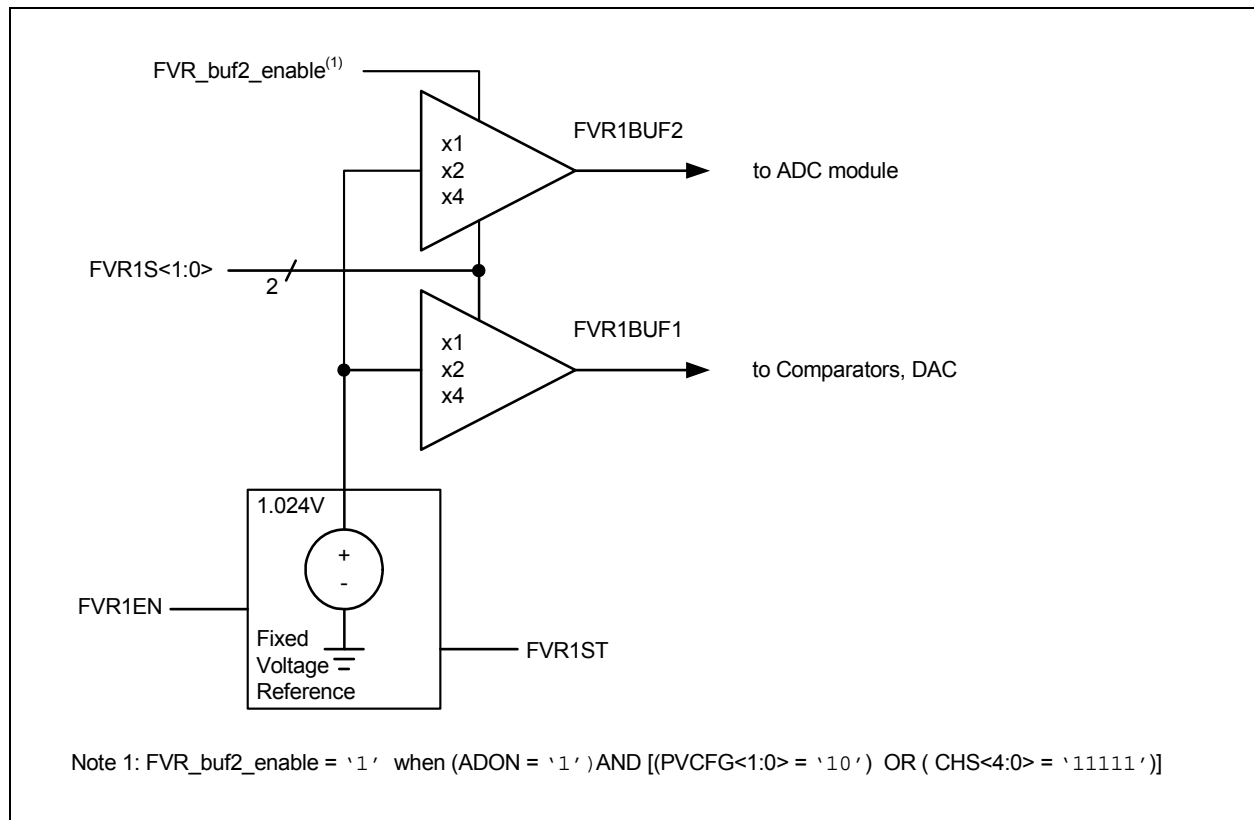 FVR_buf2_enable(1)
FVR1BUF2
x1
x2
x4
to ADC module
FVR1S<1:0>
2
FVR1BUF1
x1
x2
x4
to Comparators, DAC
1.024V
+
-
FVR1EN
Fixed
Voltage
Reference
FVR1ST
Note 1: FVR_buf2_enable = ‘1’ when (ADON = ‘1’)AND [(PVCFG<1:0> = ‘10’) OR ( CHS<4:0> = ‘11111’)]